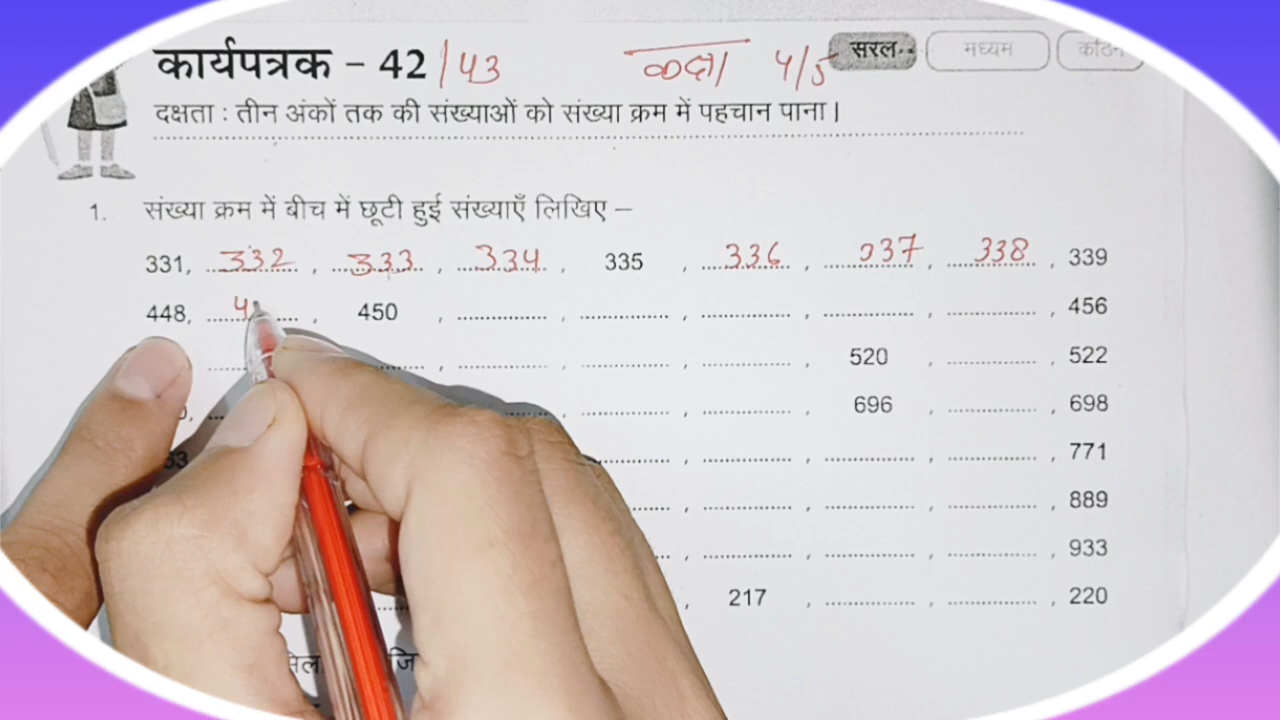 कार्यपत्रक – 42 / 43 कक्षा 4/5 सरल मध्यम कठिन
दक्षता : तीन अंकों तक की संख्याओं को संख्या क्रम में पहचान पाना।
1. संख्या क्रम में बीच में छूटी हुई संख्याएँ लिखिए –
331, 332, 333, 334, 335, 336, 337, 338, 339
448, 4 , 450, ............, ............, ............, ............, ............, 456
............, ............, ............, 520, ............, 522
............, ............, 696, ............, 698
............, ............, ............, ............, 771
............, ............, ............, 889
............, ............, ............, 933
217, ............, ............, 220